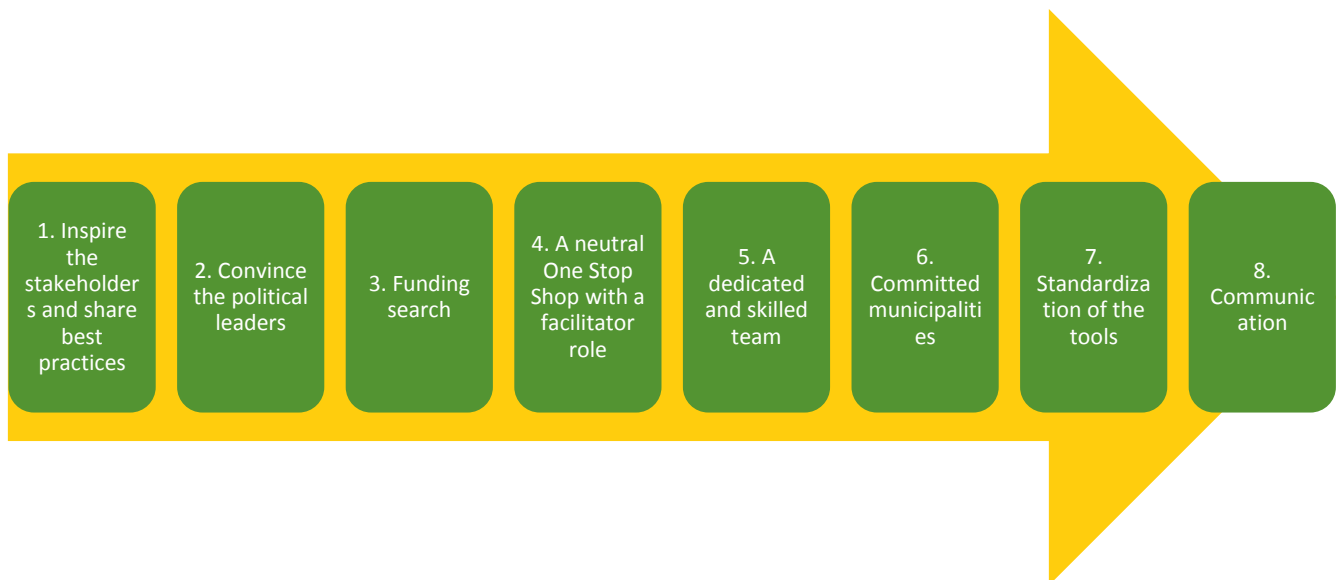 1. Inspire
the
stakeholder
s and share
best
practices
2. Convince
the political
leaders
3. Funding
search
4. A neutral
One Stop
Shop with a
facilitator
role
5. A
dedicated
and skilled
team
6.
Committed
municipaliti
es
7.
Standardiza
tion of the
tools
8.
Communic
ation